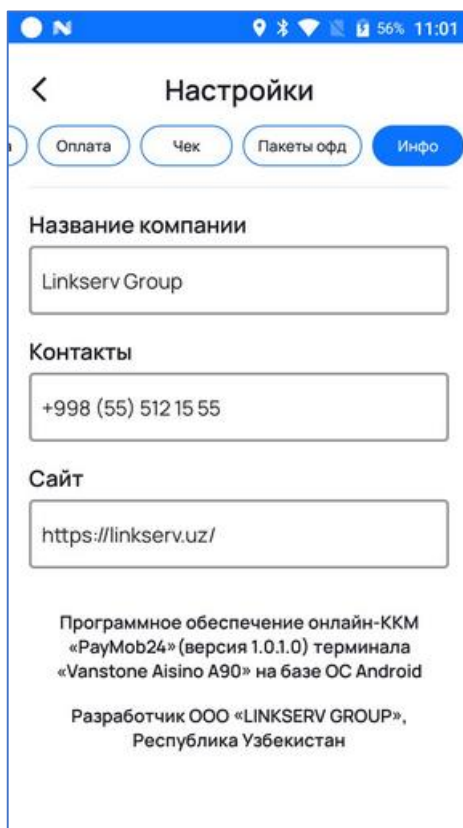 56% 11:01
Настройки
Оплата Чек Пакеты офд Инфо
Название компании
Linkserv Group
Контакты
+998 (55) 512 15 55
Сайт
https://linkserv.uz/
Программное обеспечение онлайн-ККМ
«PayMob24»(версия 1.0.1.0) терминала
«Vanstone Aisino A90» на базе ОС Android
Разработчик ООО «LINKSERV GROUP»,
Республика Узбекистан